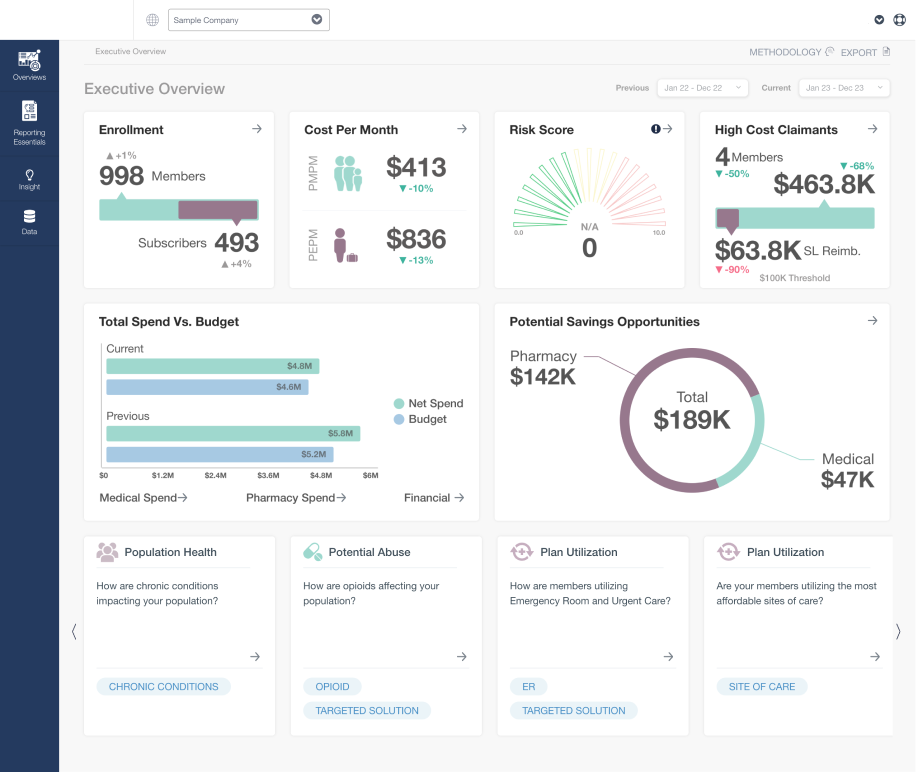 Sample Company
Executive Overview
METHODOLOGY
EXPORT
Overviews
Reporting
Essentials
Insight
Data
Executive Overview
Previous
Jan 22 - Dec 22
Current
Jan 23 - Dec 23
Enrollment
▲+1%
998 Members
Subscribers 493
▲+4%
Cost Per Month
PMPM
$413
▼-10%
PEPM
$836
▼-13%
Risk Score
0.0
N/A
10.0
0
High Cost Claimants
4 Members
▼-50%
▼-68%
$463.8K
$63.8K SL Reimb.
▼-90%
$100K Threshold
Total Spend Vs. Budget
Current
$4.8M
$4.6M
Previous
$5.8M
$5.2M
Net Spend
Budget
$0 $1.2M $2.4M $3.6M $4.8M $6M
Medical Spend→
Pharmacy Spend→
Financial →
Potential Savings Opportunities
Pharmacy
$142K
Total
$189K
Medical
$47K
Population Health
How are chronic conditions
impacting your population?
CHRONIC CONDITIONS
Potential Abuse
How are opioids affecting your
population?
OPIOID
TARGETED SOLUTION
Plan Utilization
How are members utilizing
Emergency Room and Urgent Care?
ER
TARGETED SOLUTION
Plan Utilization
Are your members utilizing the most
affordable sites of care?
SITE OF CARE